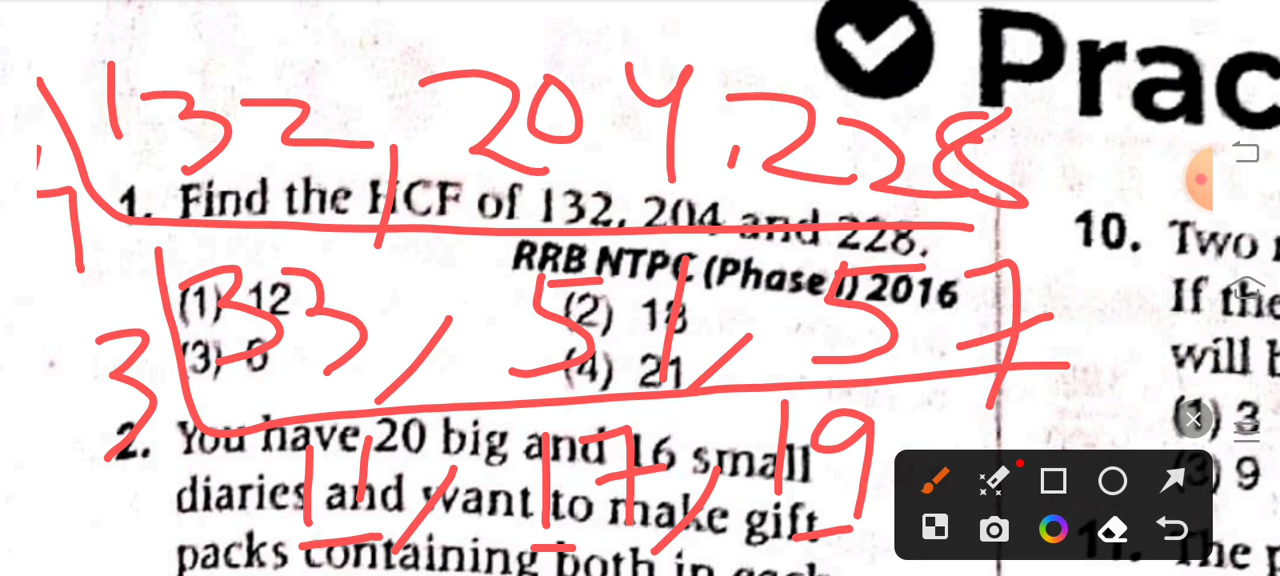 Prac
132, 204, 228
4
1. Find the HCF of 132, 204 and 228.
RRB NTPC (Phase I) 2016
(1) 12 (2) 18
(3) 6 (4) 21
33, 51, 57
3
11, 17, 19
2. You have 20 big and 16 small
diaries and want to make gift
packs containing both in each
10. Two
If the
will b
(1) 3
(3) 9
11. The p